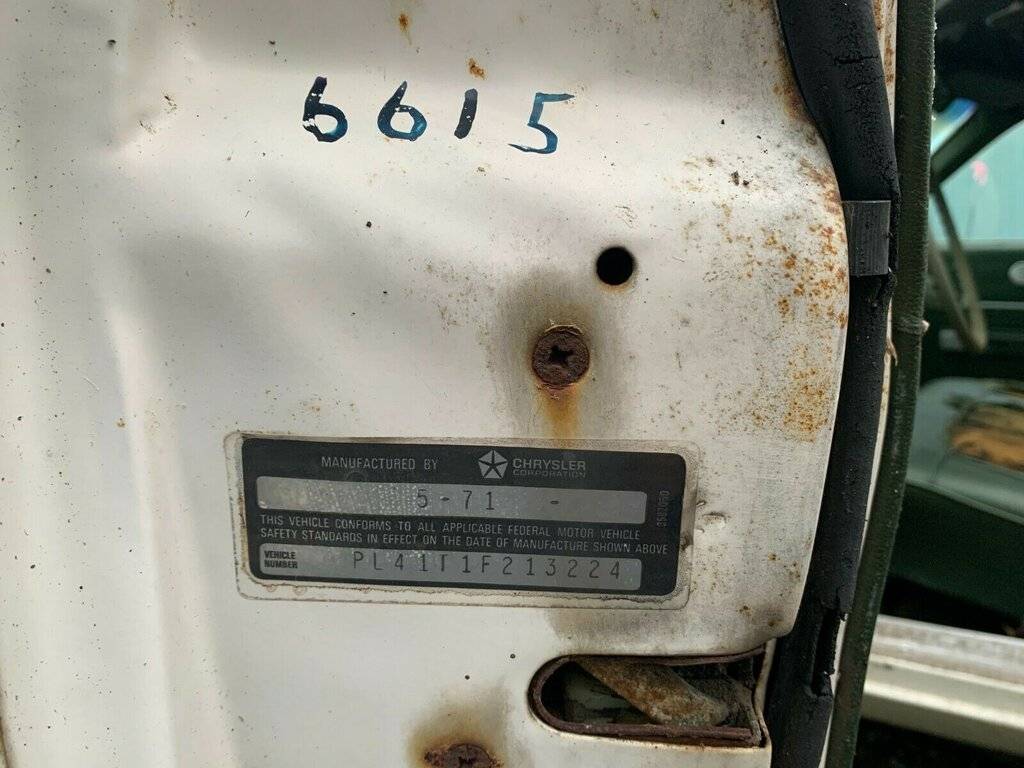 6615
MANUFACTURED BY CHRYSLER CORPORATION
5-71 -
THIS VEHICLE CONFORMS TO ALL APPLICABLE FEDERAL MOTOR VEHICLE
SAFETY STANDARDS IN EFFECT ON THE DATE OF MANUFACTURE SHOWN ABOVE
VEHICLE NUMBER PL41T1F213224